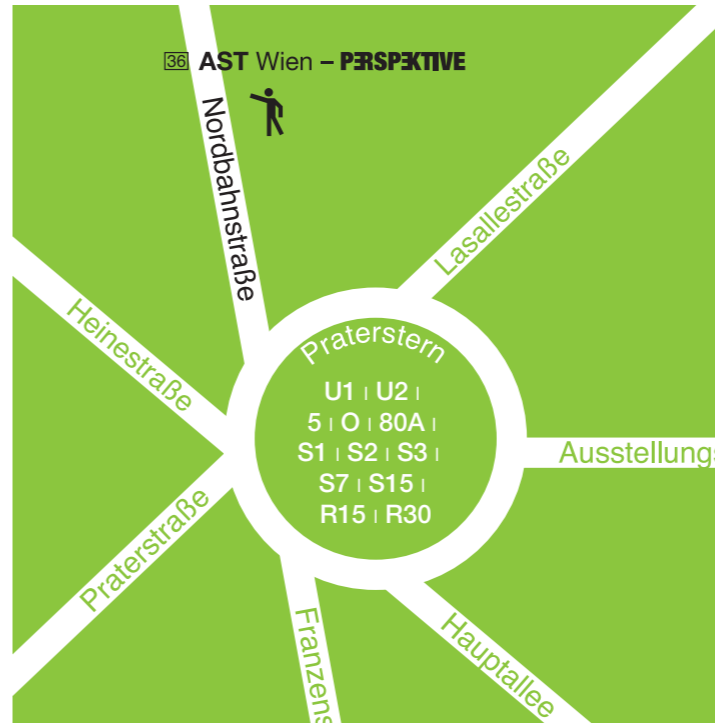 36 AST Wien – PERSPEKTIVE
Nordbahnstraße
Lasallestraße
Heinestraße
Praterstern
U1 | U2 |
5 | O | 80A |
S1 | S2 | S3 |
S7 | S15 |
R15 | R30
Ausstellungs
Praterstraße
Franzens
Hauptallee